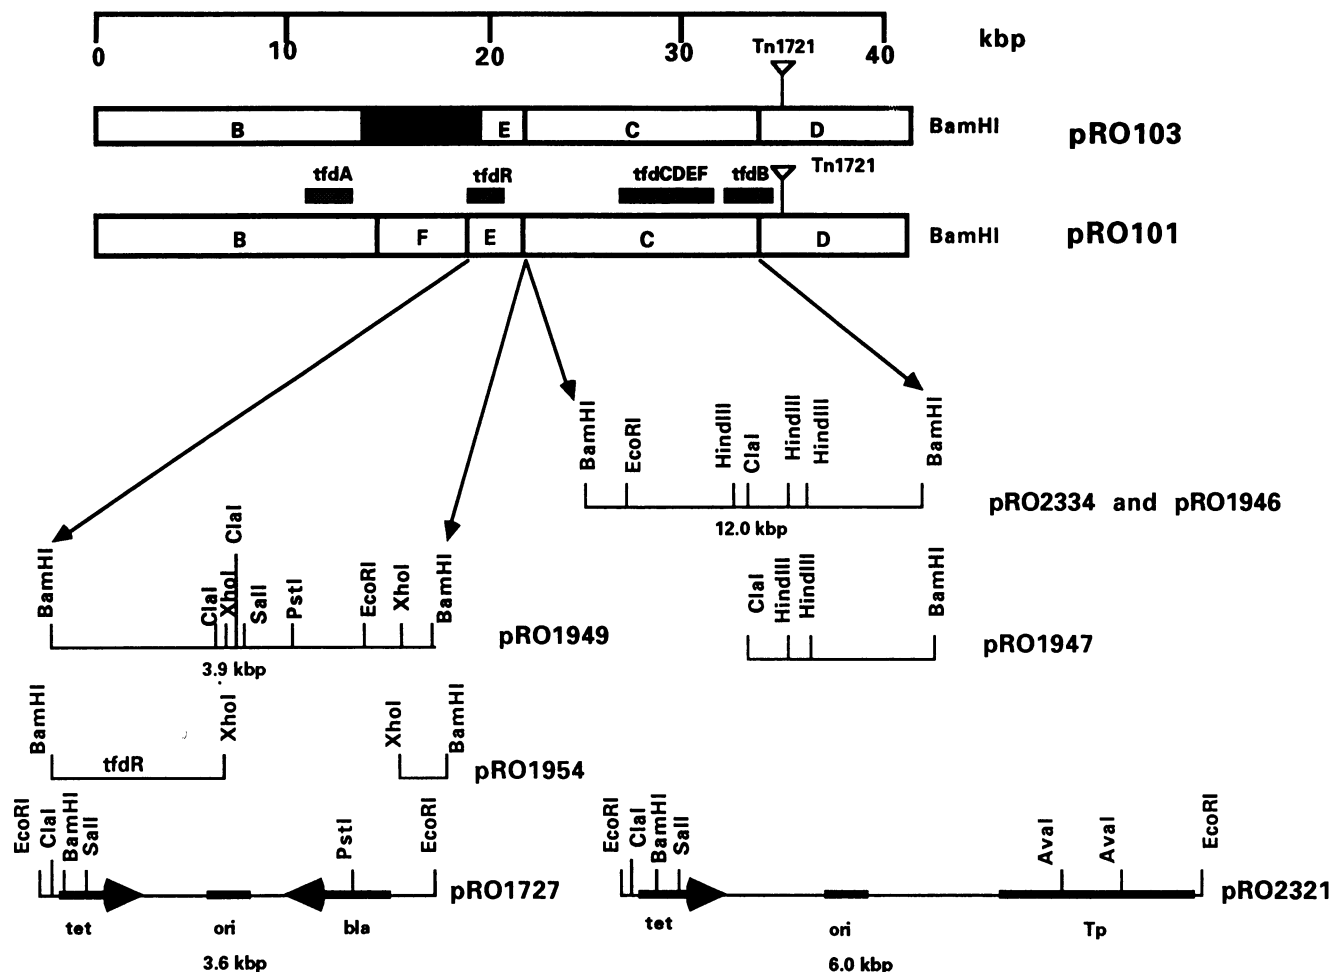 0 10 20 30 40 kbp
Tn1721
B E C D BamHI pRO103
tfdA tfdR tfdCDEF tfdB Tn1721
B F E C D BamHI pRO101
BamHI EcoRI HindIII ClaI HindIII HindIII BamHI
12.0 kbp
pRO2334 and pRO1946
BamHI ClaI XhoI ClaI SalI PstI EcoRI XhoI BamHI
3.9 kbp
pRO1949
ClaI HindIII HindIII BamHI
pRO1947
BamHI XhoI XhoI BamHI
tfdR
pRO1954
EcoRI ClaI BamHI SalI PstI EcoRI
pRO1727
tet ori bla
3.6 kbp
EcoRI ClaI BamHI SalI AvaI AvaI EcoRI
pRO2321
tet ori Tp
6.0 kbp